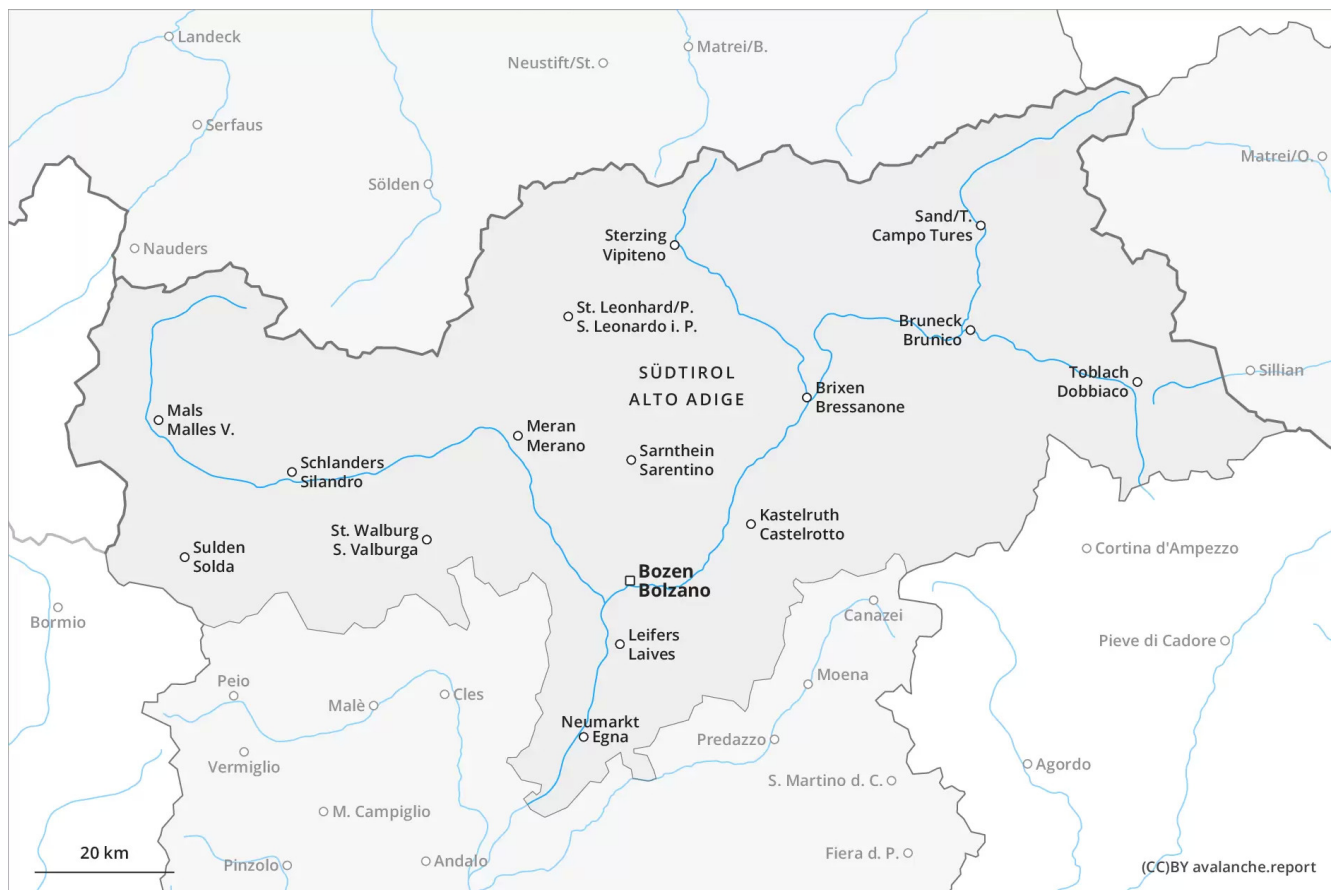 Landeck
Matrei/B.
Neustift/St.
Serfaus
Matrei/O.
Sölden
Sand/T.
Campo Tures
Sterzing
Vipiteno
Nauders
St. Leonhard/P.
S. Leonardo i. P.
Bruneck
Brunico
SÜDTIROL
ALTO ADIGE
Toblach
Dobbiaco
Sillian
Brixen
Bressanone
Mals
Malles V.
Meran
Merano
Sarnthein
Sarentino
Schlanders
Silandro
Kastelruth
Castelrotto
St. Walburg
S. Valburga
Sulden
Solda
Cortina d'Ampezzo
Bozen
Bolzano
Bormio
Canazei
Leifers
Laives
Pieve di Cadore
Peio
Moena
Malè
Cles
Neumarkt
Egna
Predazzo
Vermiglio
Agordo
S. Martino d. C.
M. Campiglio
20 km
Pinzolo
Andalo
Fiera d. P.
(CC)BY avalanche.report